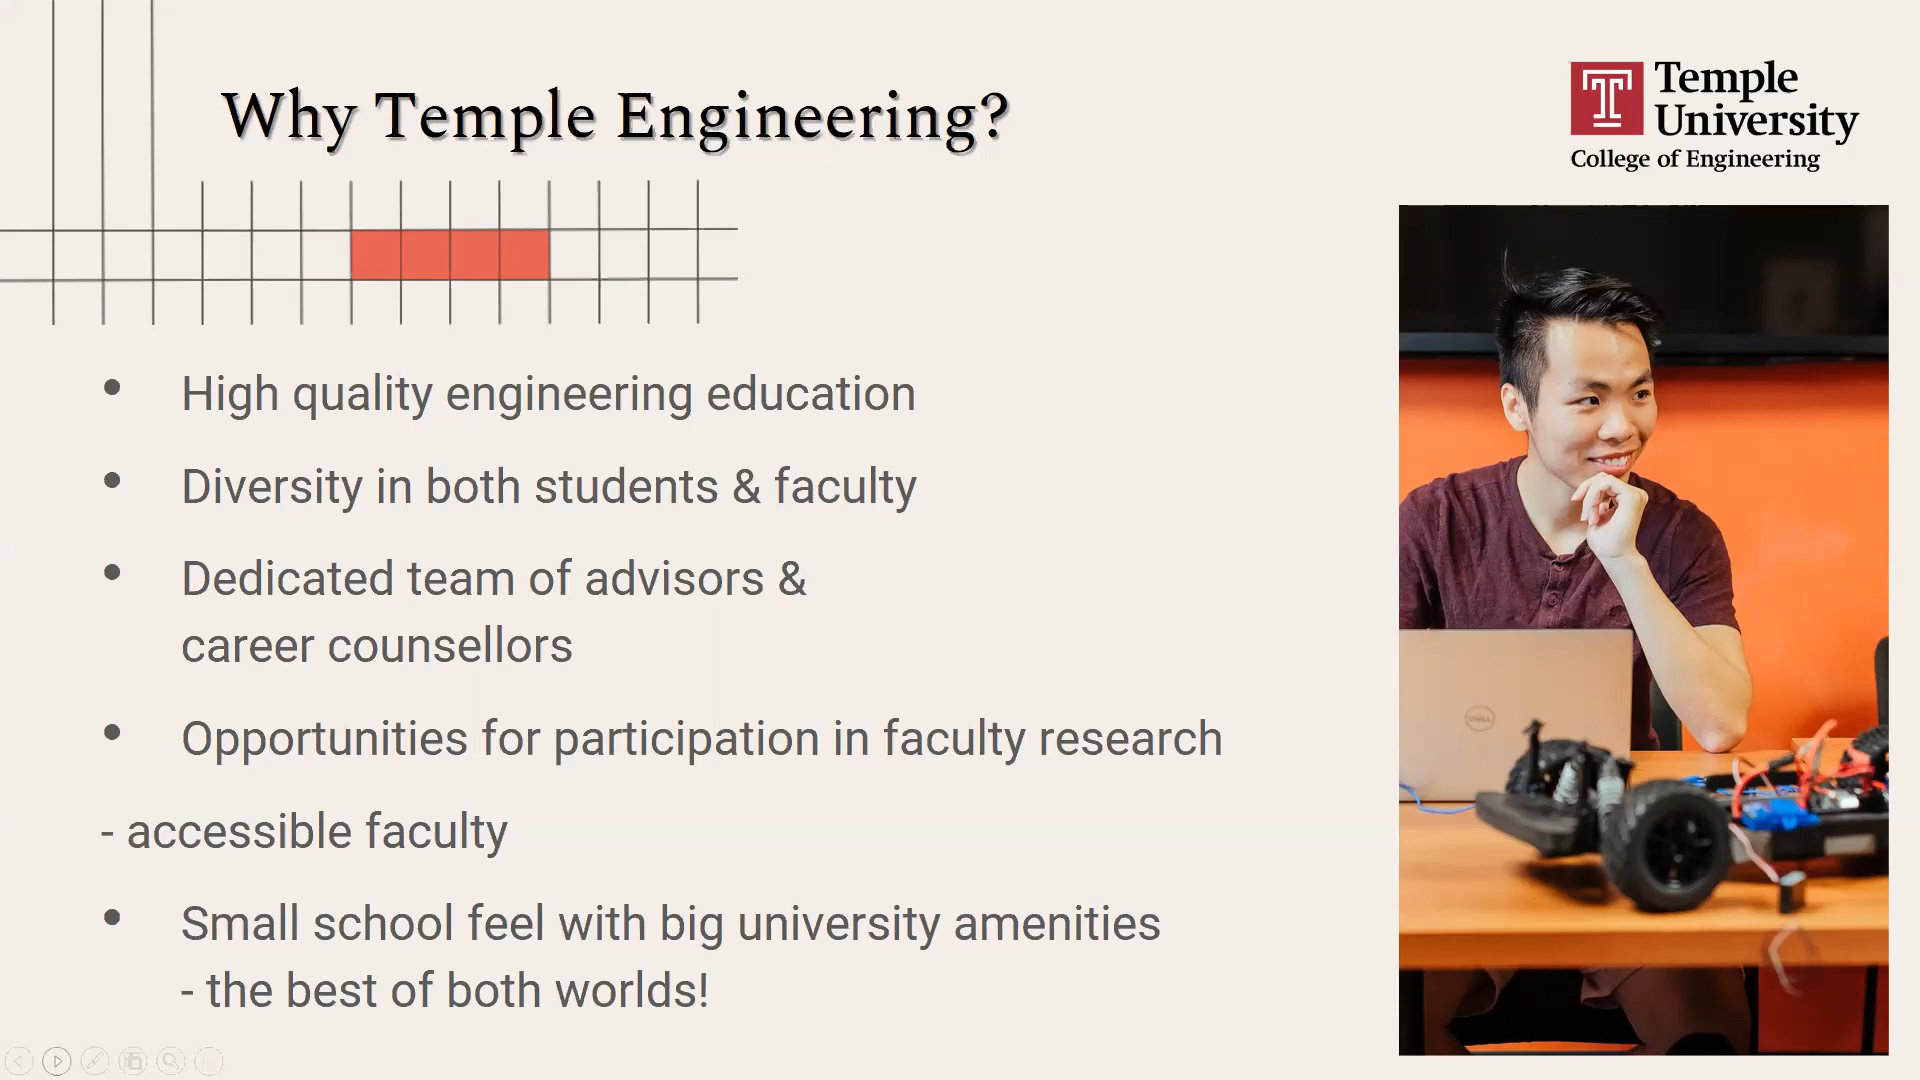 Why Temple Engineering?
Temple
University
College of Engineering
• High quality engineering education
• Diversity in both students & faculty
• Dedicated team of advisors &
career counsellors
• Opportunities for participation in faculty research
- accessible faculty
• Small school feel with big university amenities
- the best of both worlds!
DELL